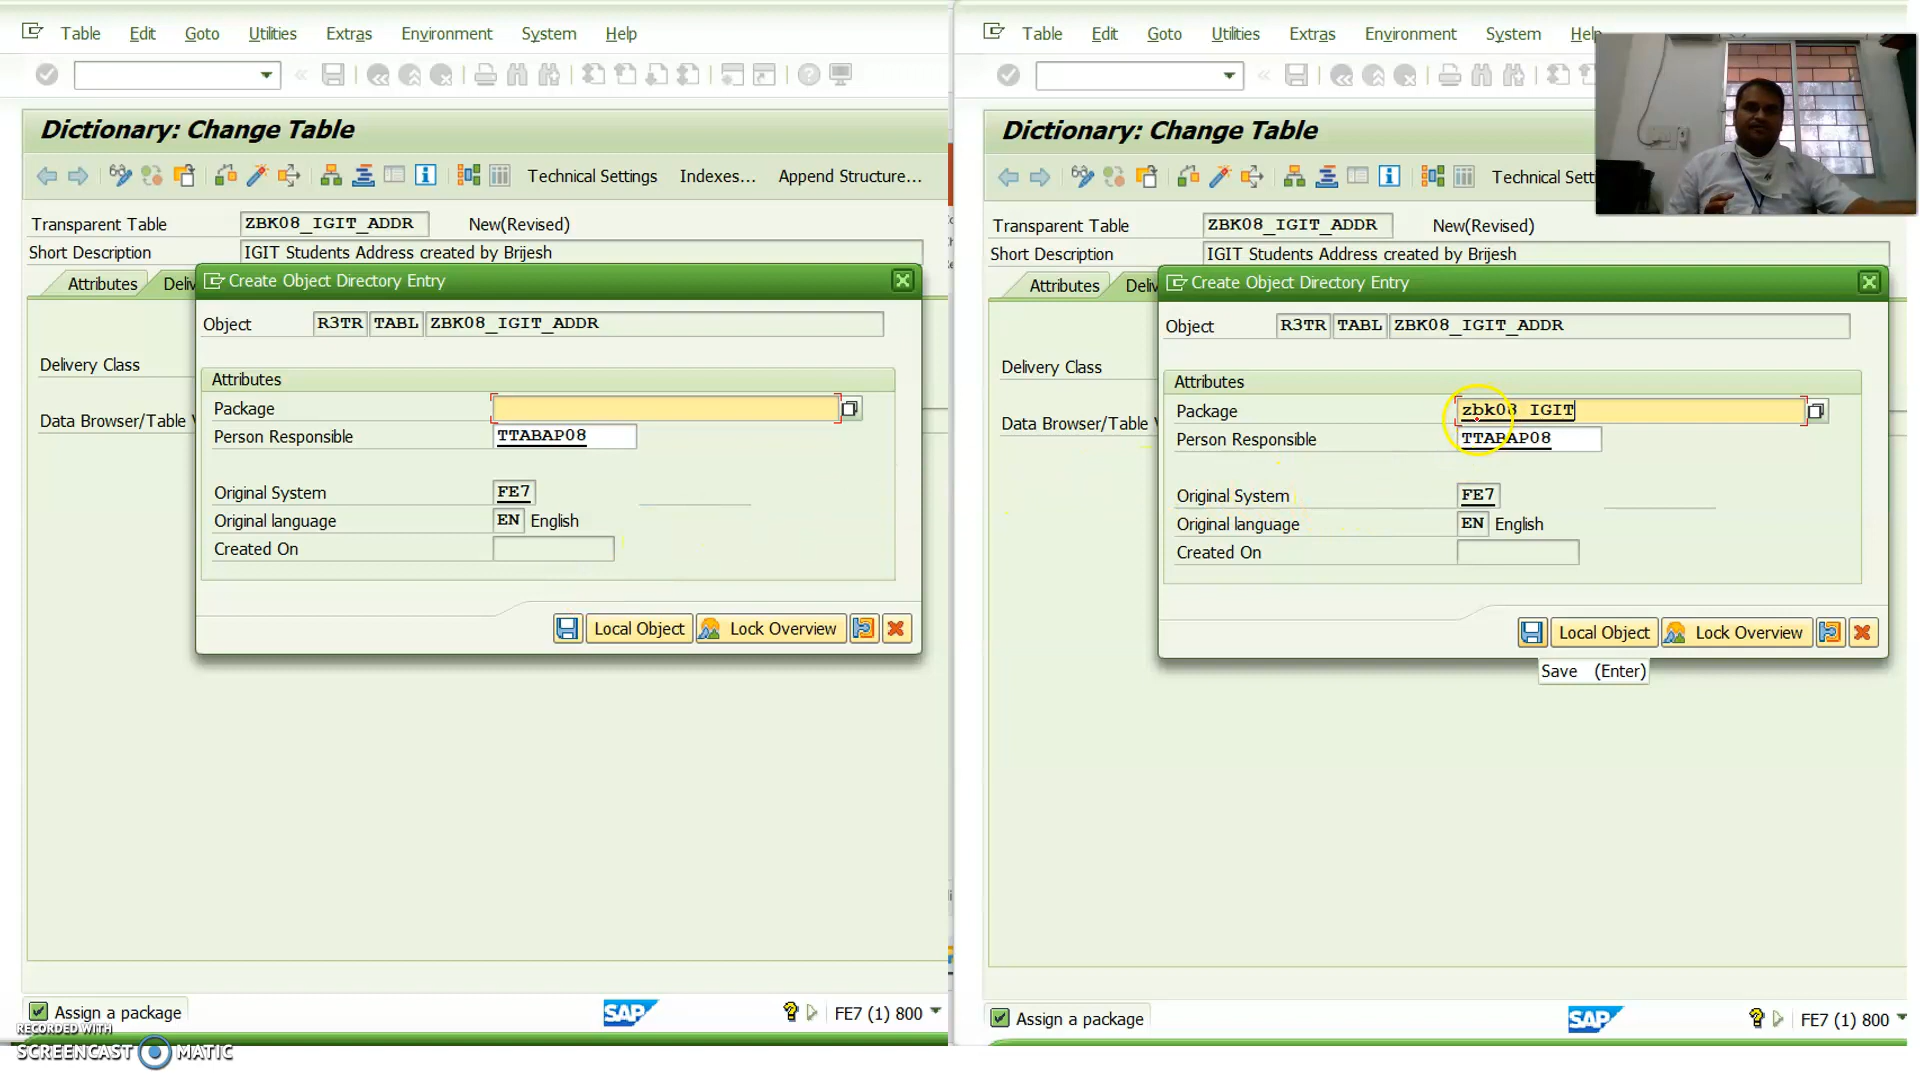 Table Edit Goto Utilities Extras Environment System Help
Dictionary: Change Table
Technical Settings Indexes... Append Structure...
Transparent Table ZBK08_IGIT_ADDR New(Revised)
Short Description IGIT Students Address created by Brijesh
Attributes
Create Object Directory Entry
Object R3TR TABL ZBK08_IGIT_ADDR
Delivery Class
Attributes
Package
Data Browser/Table
Person Responsible TTABAP08
Original System FE7
Original language EN English
Created On
Local Object Lock Overview
Assign a package
SAP
FE7 (1) 800
RECORDED WITH
SCREENCAST MATIC
Table Edit Goto Utilities Extras Environment System Help
Dictionary: Change Table
Technical
Transparent Table ZBK08_IGIT_ADDR New(Revised)
Short Description IGIT Students Address created by Brijesh
Attributes
Create Object Directory Entry
Object R3TR TABL ZBK08_IGIT_ADDR
Delivery Class
Attributes
Package zbk08_IGIT
Data Browser/Table
Person Responsible TTABAP08
Original System FE7
Original language EN English
Created On
Local Object Lock Overview
Save (Enter)
Assign a package
SAP
FE7 (1) 800